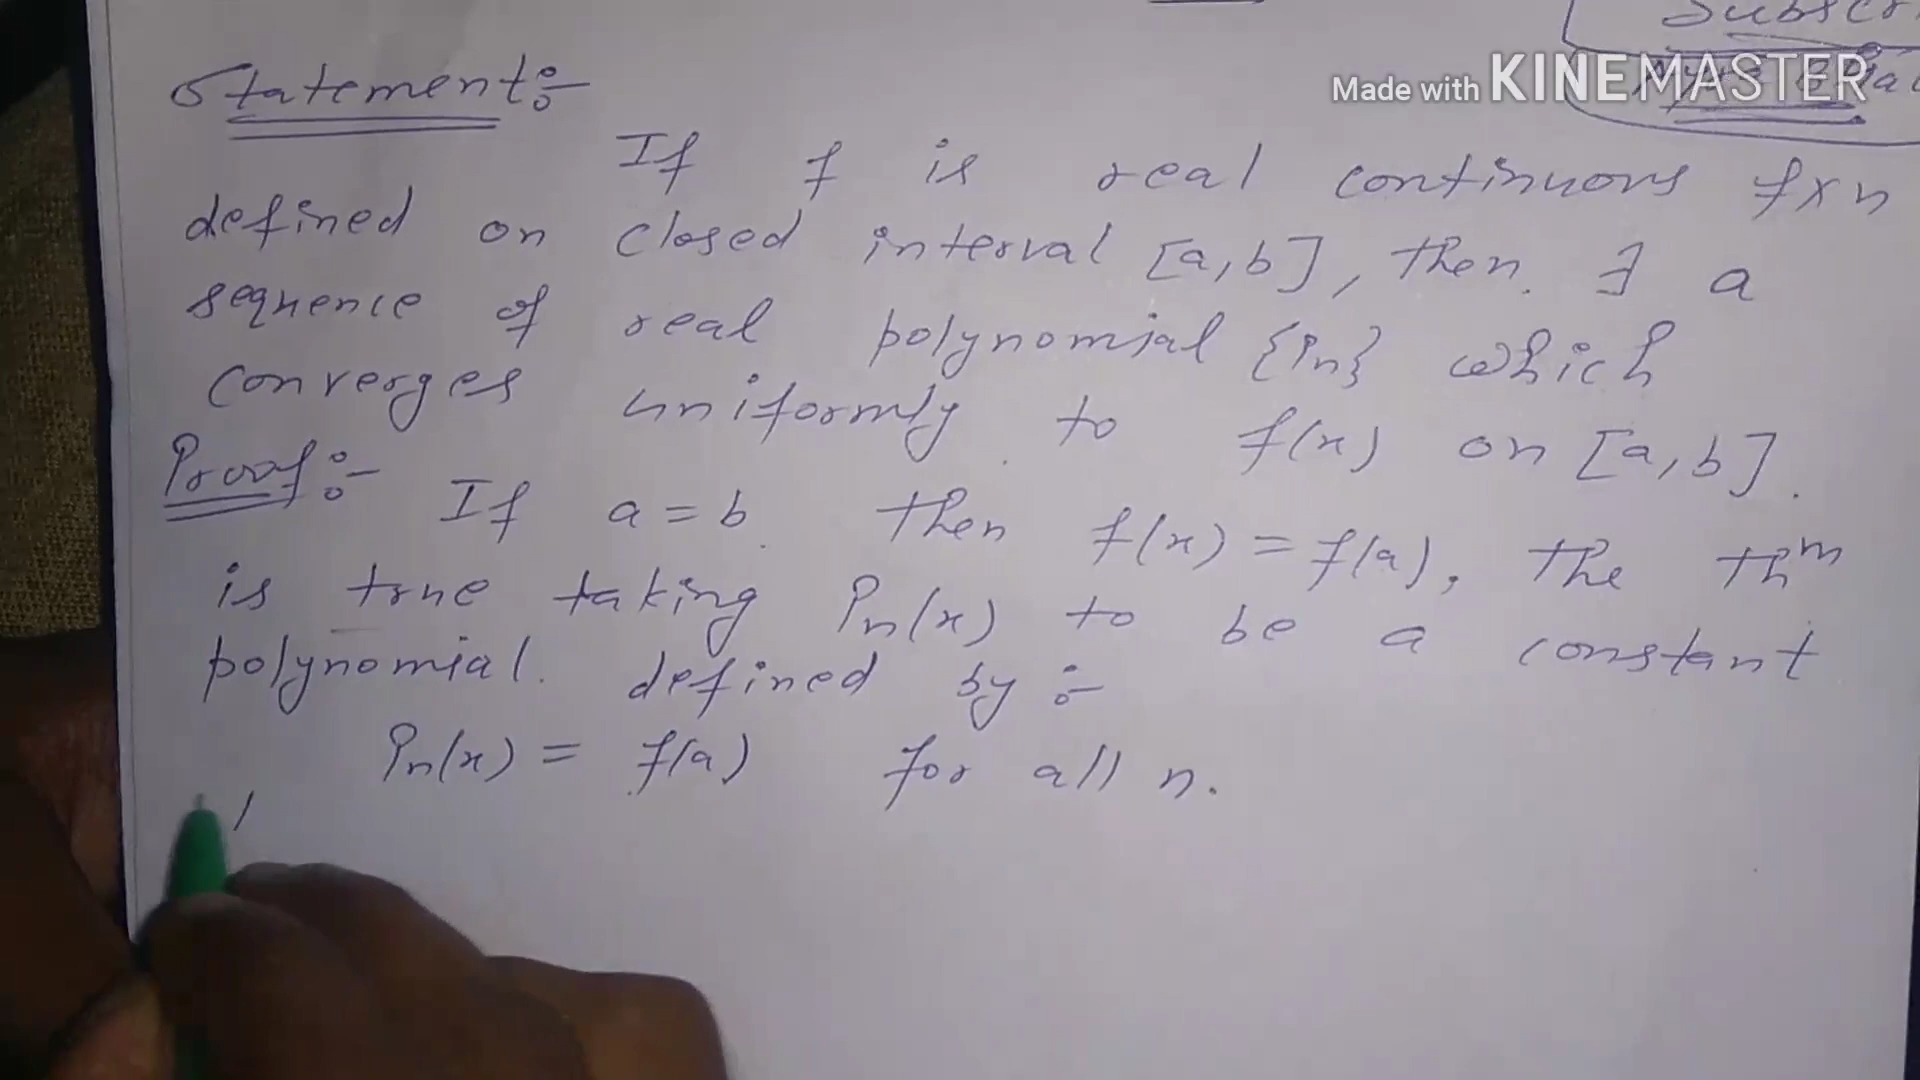 Subscr
Made with KINEMASTER
Statement:-
If f is real continuous fxn
defined on closed interval [a,b], then ∃ a
sequence of real polynomial {Pn} which
converges uniformly to f(x) on [a,b].
Proof:- If a=b then f(x)=f(a), the thm
is true taking Pn(x) to be a constant
polynomial. defined by:-
Pn(x) = f(a) for all n.